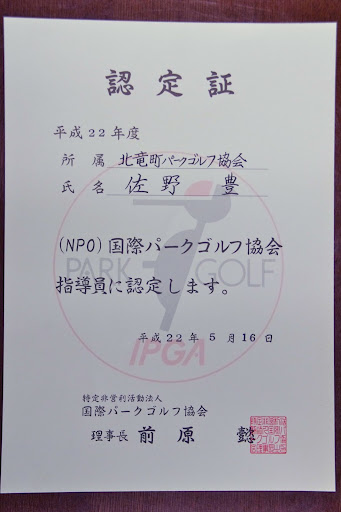 認定証
平成22年度
所属 北竜町パークゴルフ協会
氏名 佐野 豊
(NPO)国際パークゴルフ協会
PARK GOLF
指導員に認定します。
平成22年5月16日
IPGA
特定非営利活動法人
国際パークゴルフ協会
理事長 前原 懿